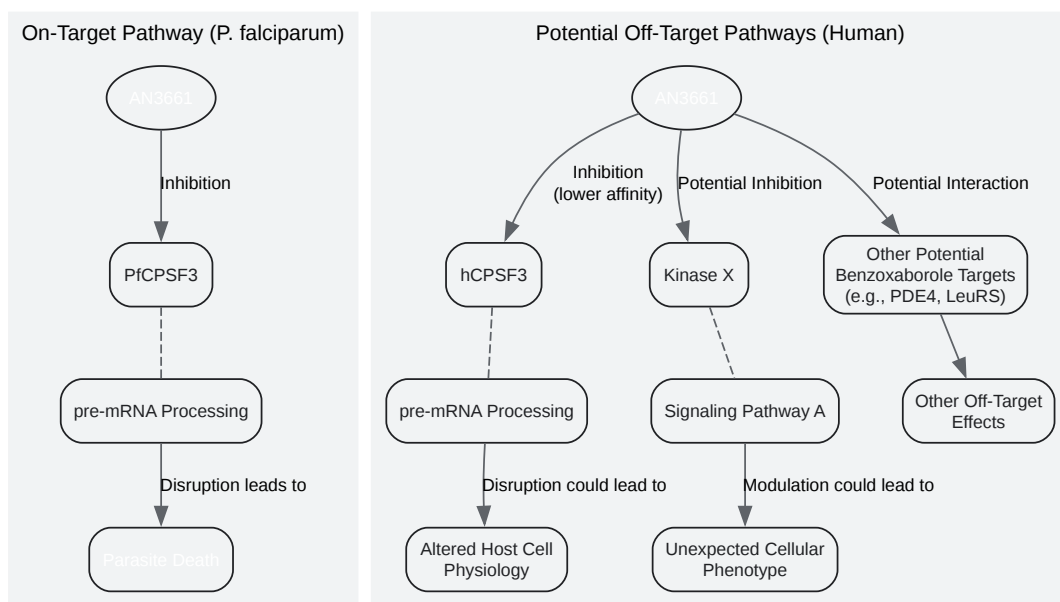 On-Target Pathway (P. falciparum)
AN3661
Inhibition
PfCPSF3
pre-mRNA Processing
Disruption leads to
Parasite Death
Potential Off-Target Pathways (Human)
AN3661
Inhibition
(lower affinity)
Potential Inhibition
Potential Interaction
hCPSF3
Kinase X
Other Potential
Benzoxaborole Targets
(e.g., PDE4, LeuRS)
pre-mRNA Processing
Signaling Pathway A
Other Off-Target
Effects
Disruption could lead to
Modulation could lead to
Altered Host Cell
Physiology
Unexpected Cellular
Phenotype